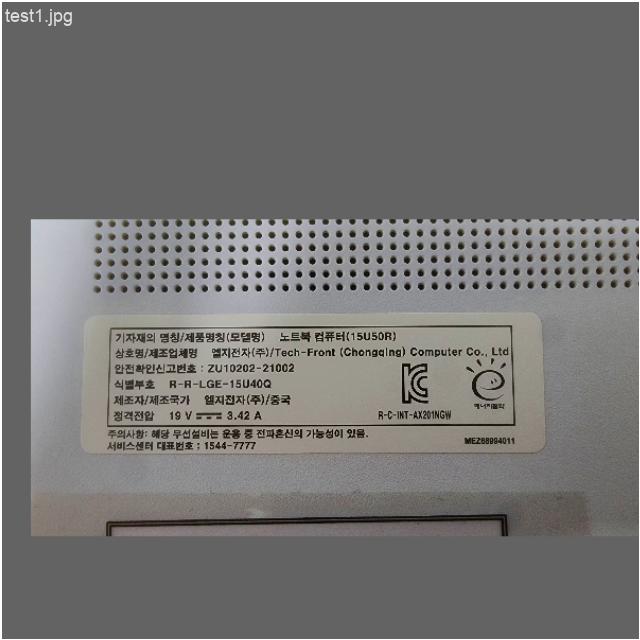 test1.jpg
기자재의 명칭/제품명칭(모델명) 노트북 컴퓨터(15U50R)
상호명/제조업체명 엘지전자(주)/Tech-Front (Chongqing) Computer Co., Ltd
안전확인신고번호 : ZU10202-21002
식별부호 R-R-LGE-15U40Q
제조자/제조국가 엘지전자(주)/중국
정격전압 19 V 3.42 A
R-C-INT-AX201NGW
에너지절약
주의사항: 해당 무선설비는 운용 중 전파혼신의 가능성이 있음.
서비스센터 대표번호 : 1544-7777
MEZ68994011